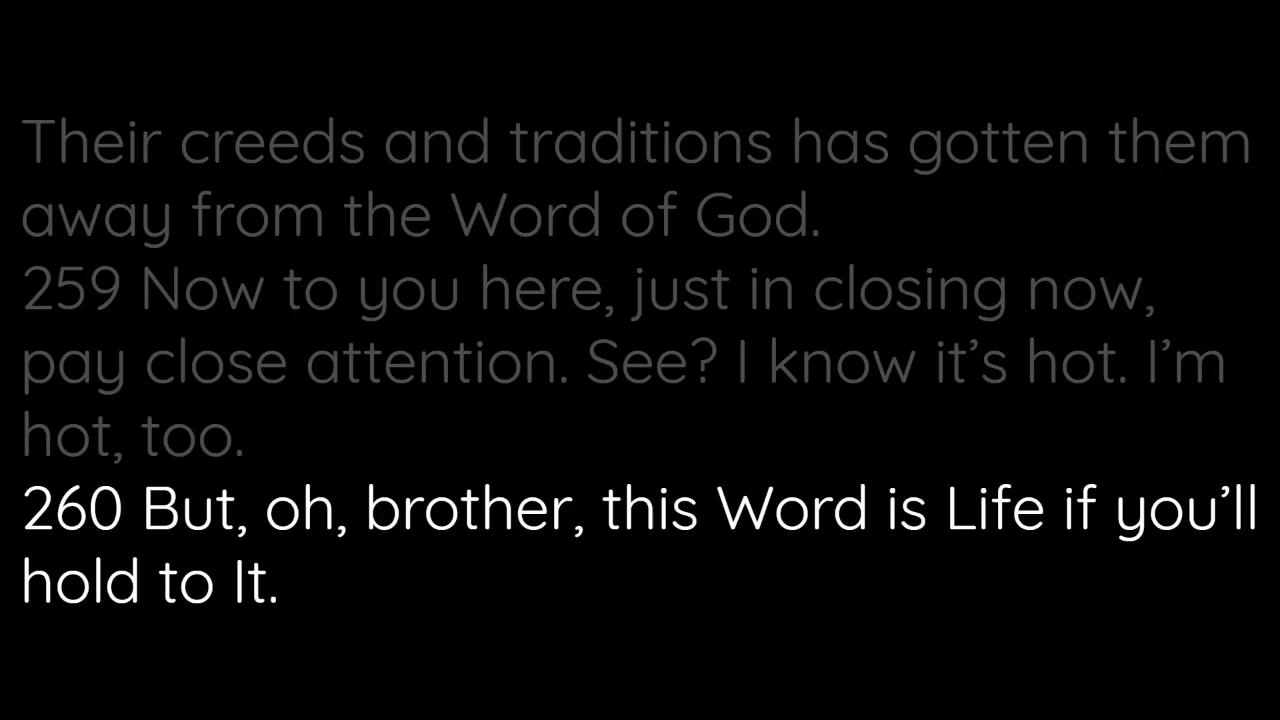 Their creeds and traditions has gotten them
away from the Word of God.
259 Now to you here, just in closing now,
pay close attention. See? I know it’s hot. I’m
hot, too.
260 But, oh, brother, this Word is Life if you’ll
hold to It.